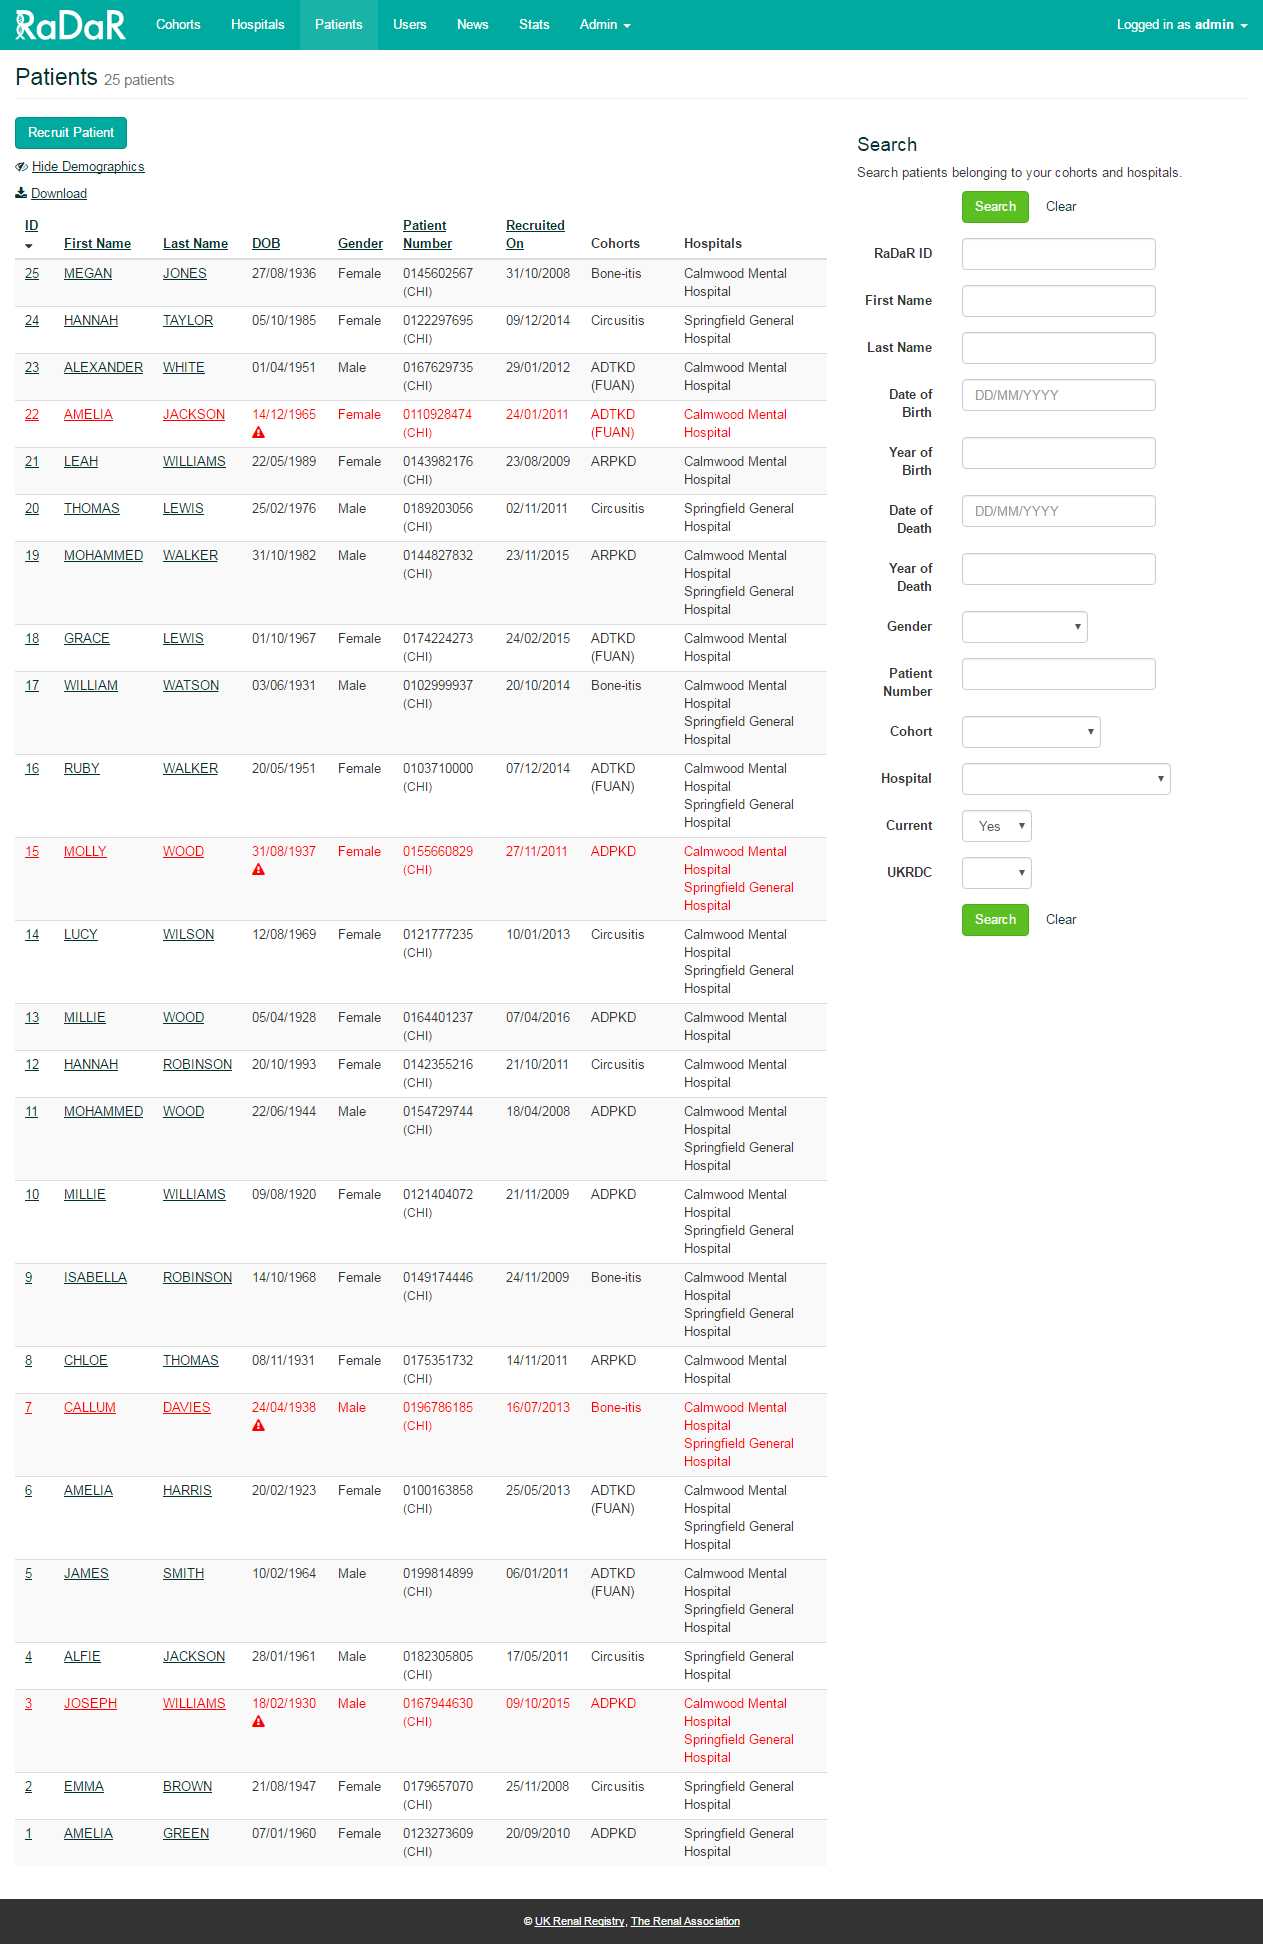 RaDaR Cohorts Hospitals Patients Users News Stats Admin Logged in as admin
Patients 25 patients
Recruit Patient
Hide Demographics
Download
ID First Name Last Name DOB Gender Patient Number Recruited On Cohorts Hospitals
25 MEGAN JONES 27/08/1936 Female 0145602567 (CHI) 31/10/2008 Bone-itis Calmwood Mental Hospital
24 HANNAH TAYLOR 05/10/1985 Female 0122297695 (CHI) 09/12/2014 Circusitis Springfield General Hospital
23 ALEXANDER WHITE 01/04/1951 Male 0167629735 (CHI) 29/01/2012 ADTKD (FUAN) Calmwood Mental Hospital
22 AMELIA JACKSON 14/12/1965 Female 0110928474 (CHI) 24/01/2011 ADTKD (FUAN) Calmwood Mental Hospital
21 LEAH WILLIAMS 22/05/1989 Female 0143982176 (CHI) 23/08/2009 ARPKD Calmwood Mental Hospital
20 THOMAS LEWIS 25/02/1976 Male 0189203056 (CHI) 02/11/2011 Circusitis Springfield General Hospital
19 MOHAMMED WALKER 31/10/1982 Male 0144827832 (CHI) 23/11/2015 ARPKD Calmwood Mental Hospital Springfield General Hospital
18 GRACE LEWIS 01/10/1967 Female 0174224273 (CHI) 24/02/2015 ADTKD (FUAN) Calmwood Mental Hospital
17 WILLIAM WATSON 03/06/1931 Male 0102999937 (CHI) 20/10/2014 Bone-itis Calmwood Mental Hospital Springfield General Hospital
16 RUBY WALKER 20/05/1951 Female 0103710000 (CHI) 07/12/2014 ADTKD (FUAN) Calmwood Mental Hospital Springfield General Hospital
15 MOLLY WOOD 31/08/1937 Female 0155660829 (CHI) 27/11/2011 ADPKD Calmwood Mental Hospital Springfield General Hospital
14 LUCY WILSON 12/08/1969 Female 0121777235 (CHI) 10/01/2013 Circusitis Calmwood Mental Hospital Springfield General Hospital
13 MILLIE WOOD 05/04/1928 Female 0164401237 (CHI) 07/04/2016 ADPKD Calmwood Mental Hospital
12 HANNAH ROBINSON 20/10/1993 Female 0142355216 (CHI) 21/10/2011 Circusitis Calmwood Mental Hospital
11 MOHAMMED WOOD 22/06/1944 Male 0154729744 (CHI) 18/04/2008 ADPKD Calmwood Mental Hospital Springfield General Hospital
10 MILLIE WILLIAMS 09/08/1920 Female 0121404072 (CHI) 21/11/2009 ADPKD Calmwood Mental Hospital Springfield General Hospital
9 ISABELLA ROBINSON 14/10/1968 Female 0149174446 (CHI) 24/11/2009 Bone-itis Calmwood Mental Hospital Springfield General Hospital
8 CHLOE THOMAS 08/11/1931 Female 0175351732 (CHI) 14/11/2011 ARPKD Calmwood Mental Hospital
7 CALLUM DAVIES 24/04/1938 Male 0196786185 (CHI) 16/07/2013 Bone-itis Calmwood Mental Hospital Springfield General Hospital
6 AMELIA HARRIS 20/02/1923 Female 0100163858 (CHI) 25/05/2013 ADTKD (FUAN) Calmwood Mental Hospital Springfield General Hospital
5 JAMES SMITH 10/02/1964 Male 0199814899 (CHI) 06/01/2011 ADTKD (FUAN) Calmwood Mental Hospital Springfield General Hospital
4 ALFIE JACKSON 28/01/1961 Male 0182305805 (CHI) 17/05/2011 Circusitis Springfield General Hospital
3 JOSEPH WILLIAMS 18/02/1930 Male 0167944630 (CHI) 09/10/2015 ADPKD Calmwood Mental Hospital Springfield General Hospital
2 EMMA BROWN 21/08/1947 Female 0179657070 (CHI) 25/11/2008 Circusitis Springfield General Hospital
1 AMELIA GREEN 07/01/1960 Female 0123273609 (CHI) 20/09/2010 ADPKD Springfield General Hospital
Search
Search patients belonging to your cohorts and hospitals.
Search Clear
RaDaR ID
First Name
Last Name
Date of Birth DD/MM/YYYY
Year of Birth
Date of Death DD/MM/YYYY
Year of Death
Gender
Patient Number
Cohort
Hospital
Current Yes
UKRDC
Search Clear
© UK Renal Registry, The Renal Association